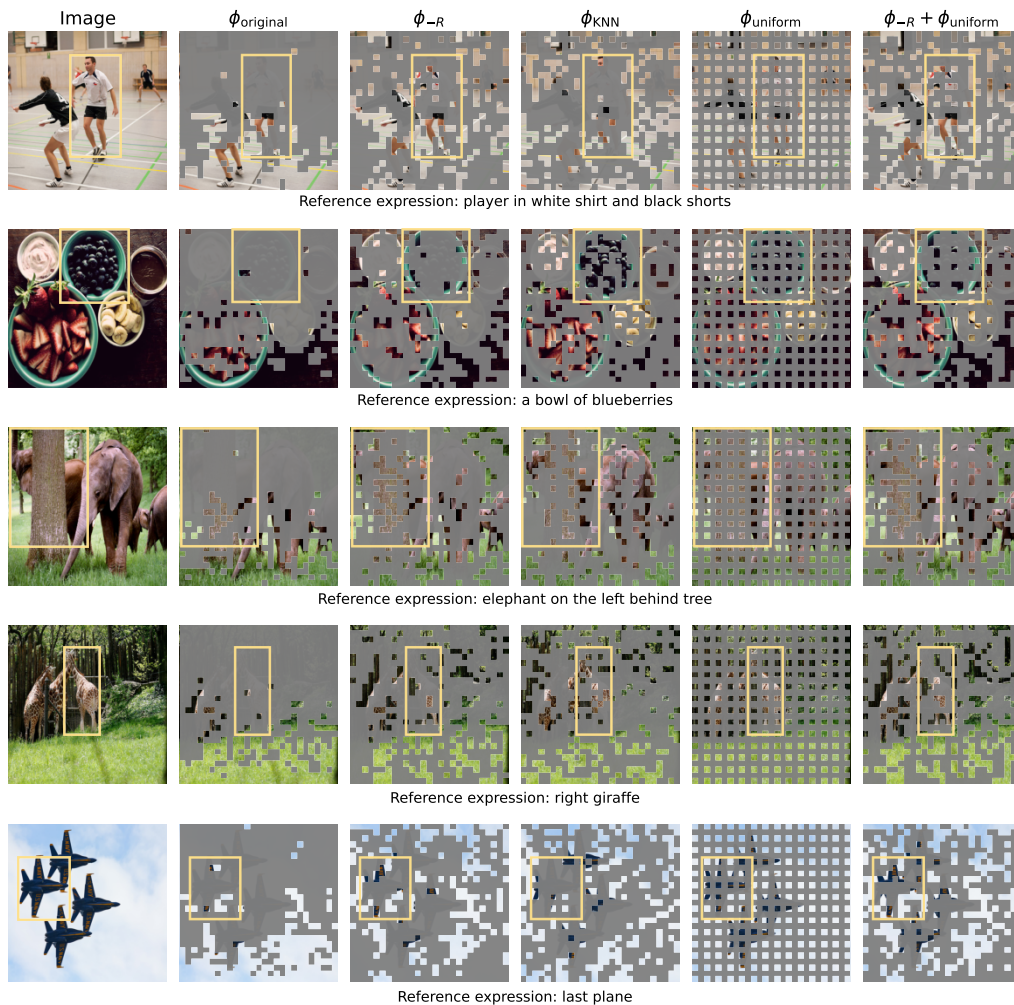 Image ϕoriginal ϕ−R ϕKNN ϕuniform ϕ−R + ϕuniform
Reference expression: player in white shirt and black shorts
Reference expression: a bowl of blueberries
Reference expression: elephant on the left behind tree
Reference expression: right giraffe
Reference expression: last plane